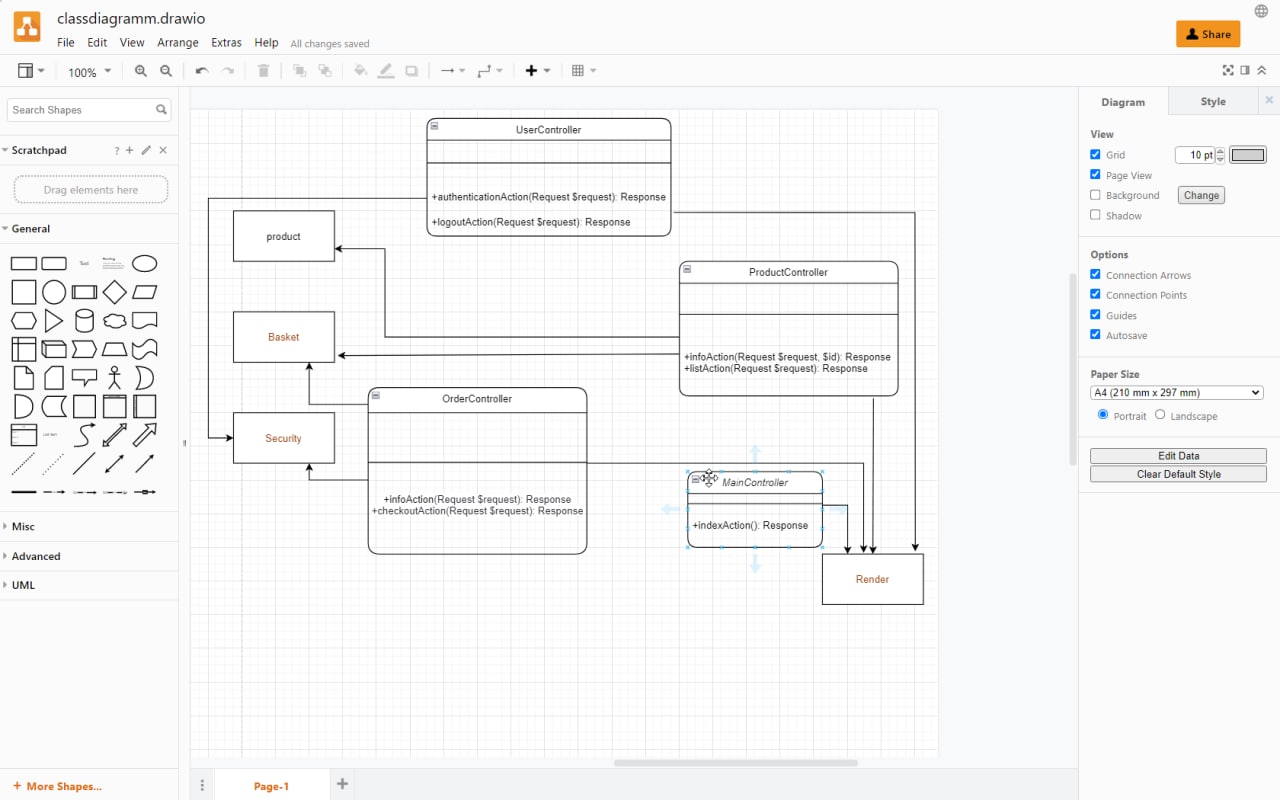 classdiagramm.drawio
File Edit View Arrange Extras Help All changes saved
Share
100%
Search Shapes
Scratchpad
?
Drag elements here
General
Text
Misc
Advanced
UML
+ More Shapes...
UserController
+authenticationAction(Request $request): Response
+logoutAction(Request $request): Response
product
ProductController
+infoAction(Request $request, $id): Response
+listAction(Request $request): Response
Basket
OrderController
+infoAction(Request $request): Response
+checkoutAction(Request $request): Response
Security
MainController
+indexAction(): Response
Render
Page-1
Diagram Style
View
Grid 10 pt
Page View
Background Change
Shadow
Options
Connection Arrows
Connection Points
Guides
Autosave
Paper Size
A4 (210 mm x 297 mm)
Portrait Landscape
Edit Data
Clear Default Style